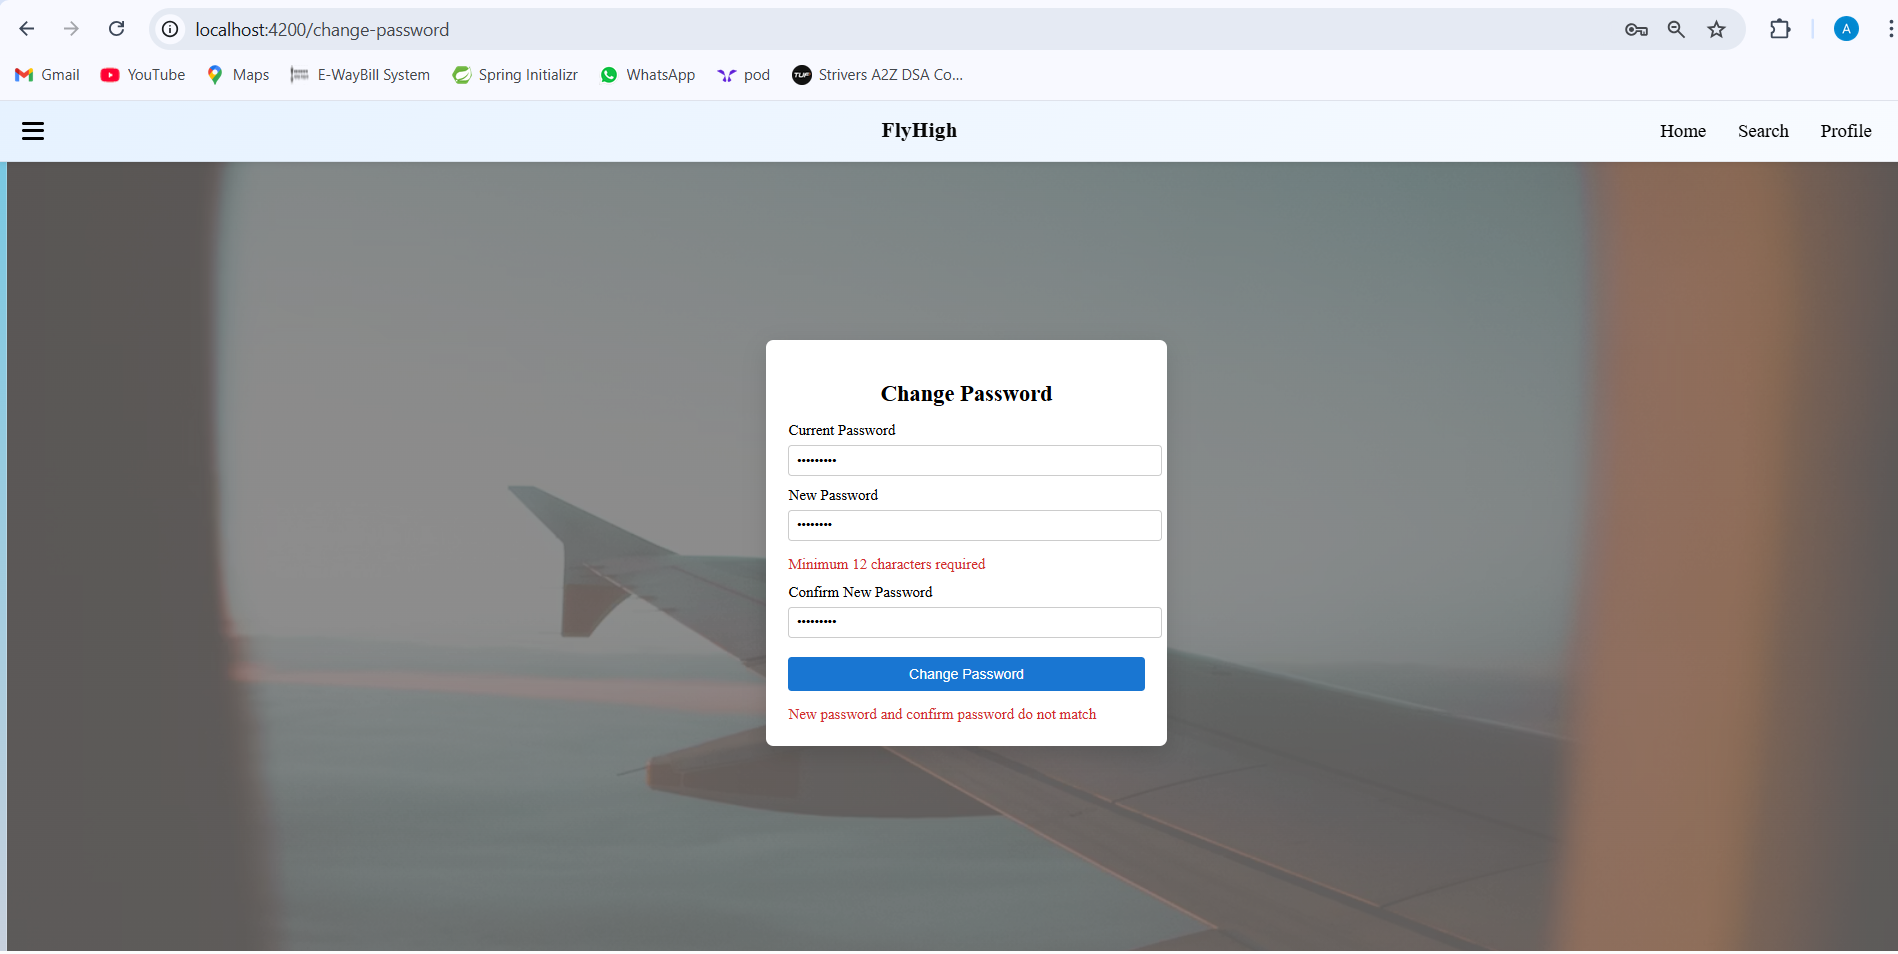 localhost:4200/change-password
A
Gmail YouTube Maps E-WayBill System Spring Initializr WhatsApp pod TUF Strivers A2Z DSA Co...
FlyHigh
Home Search Profile
Change Password
Current Password
•••••••••
New Password
••••••••
Minimum 12 characters required
Confirm New Password
•••••••••
Change Password
New password and confirm password do not match